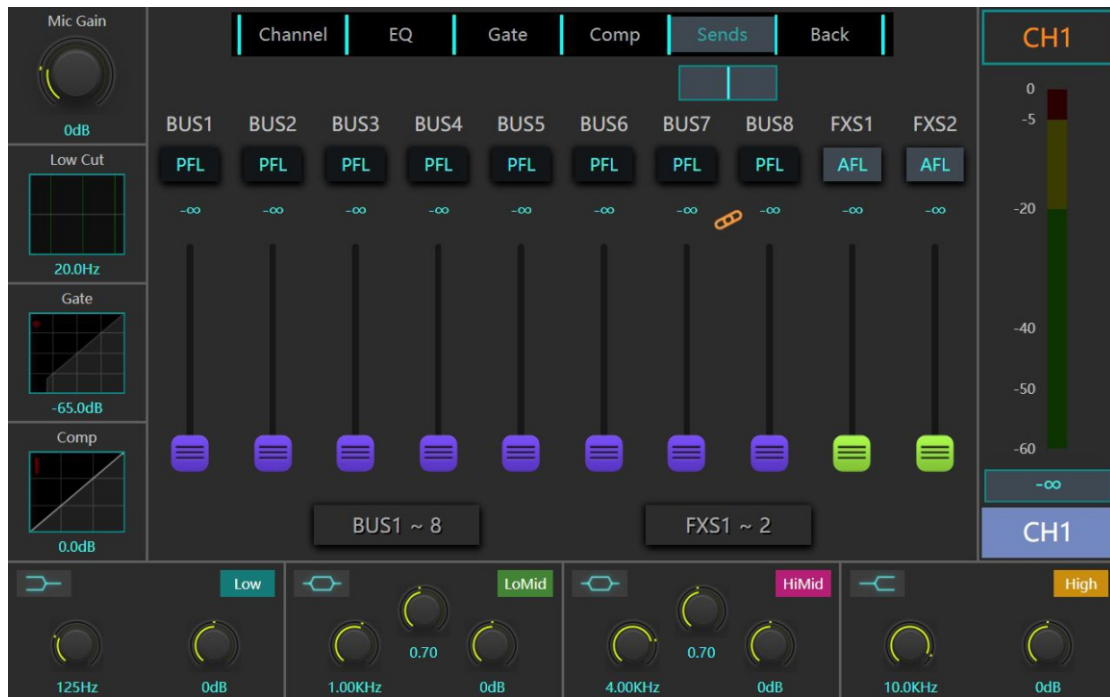 Mic Gain
0dB
Low Cut
20.0Hz
Gate
-65.0dB
Comp
0.0dB
Channel EQ Gate Comp Sends Back
BUS1 BUS2 BUS3 BUS4 BUS5 BUS6 BUS7 BUS8 FXS1 FXS2
PFL PFL PFL PFL PFL PFL PFL PFL AFL AFL
-∞ -∞ -∞ -∞ -∞ -∞ -∞ -∞ -∞ -∞
BUS1 ~ 8 FXS1 ~ 2
CH1
0
-5
-20
-40
-50
-60
-∞
CH1
Low
125Hz 0dB
LoMid
0.70
1.00KHz 0dB
HiMid
0.70
4.00KHz 0dB
High
10.0KHz 0dB